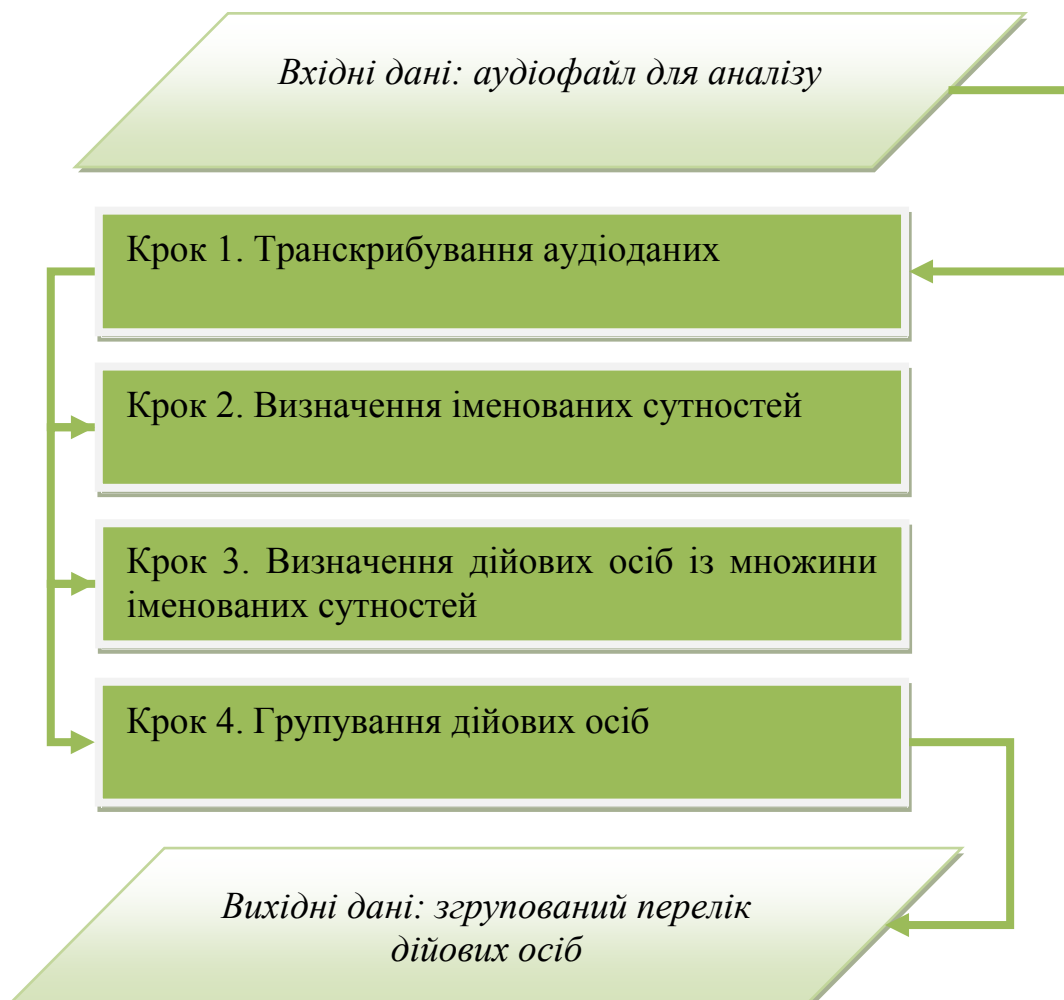 Вхідні дані: аудіофайл для аналізу
Крок 1. Транскрибування аудіоданих
Крок 2. Визначення іменованих сутностей
Крок 3. Визначення дійових осіб із множини
іменованих сутностей
Крок 4. Групування дійових осіб
Вихідні дані: згрупований перелік
дійових осіб